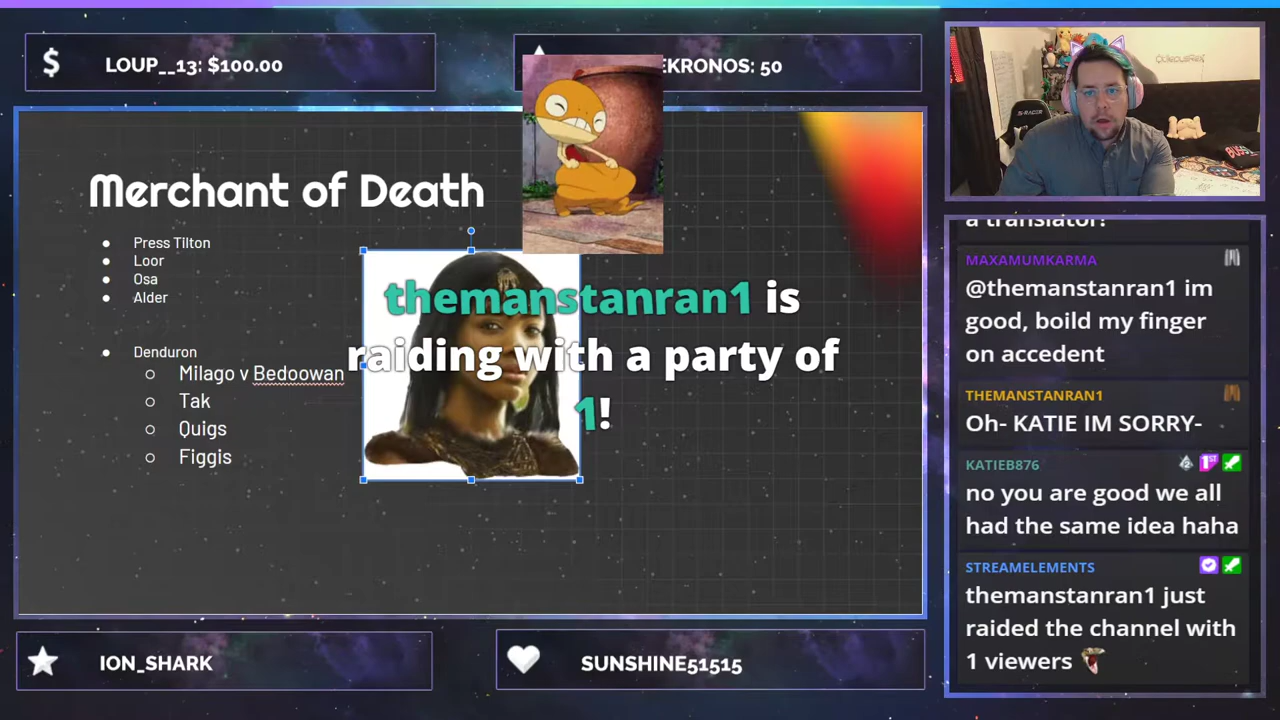 LOUP__13: $100.00
EKRONOS: 50
Merchant of Death
Press Tilton
Loor
Osa
Alder
Denduron
Milago v Bedoowan
Tak
Quigs
Figgis
themanstanran1 is
raiding with a party of
1!
ION_SHARK
SUNSHINE51515
a translator!
MAXAMUMKARMA
@themanstanran1 im
good, boild my finger
on accedent
THEMANSTANRAN1
Oh- KATIE IM SORRY-
KATIEB876
no you are good we all
had the same idea haha
STREAMELEMENTS
themanstanran1 just
raided the channel with
1 viewers